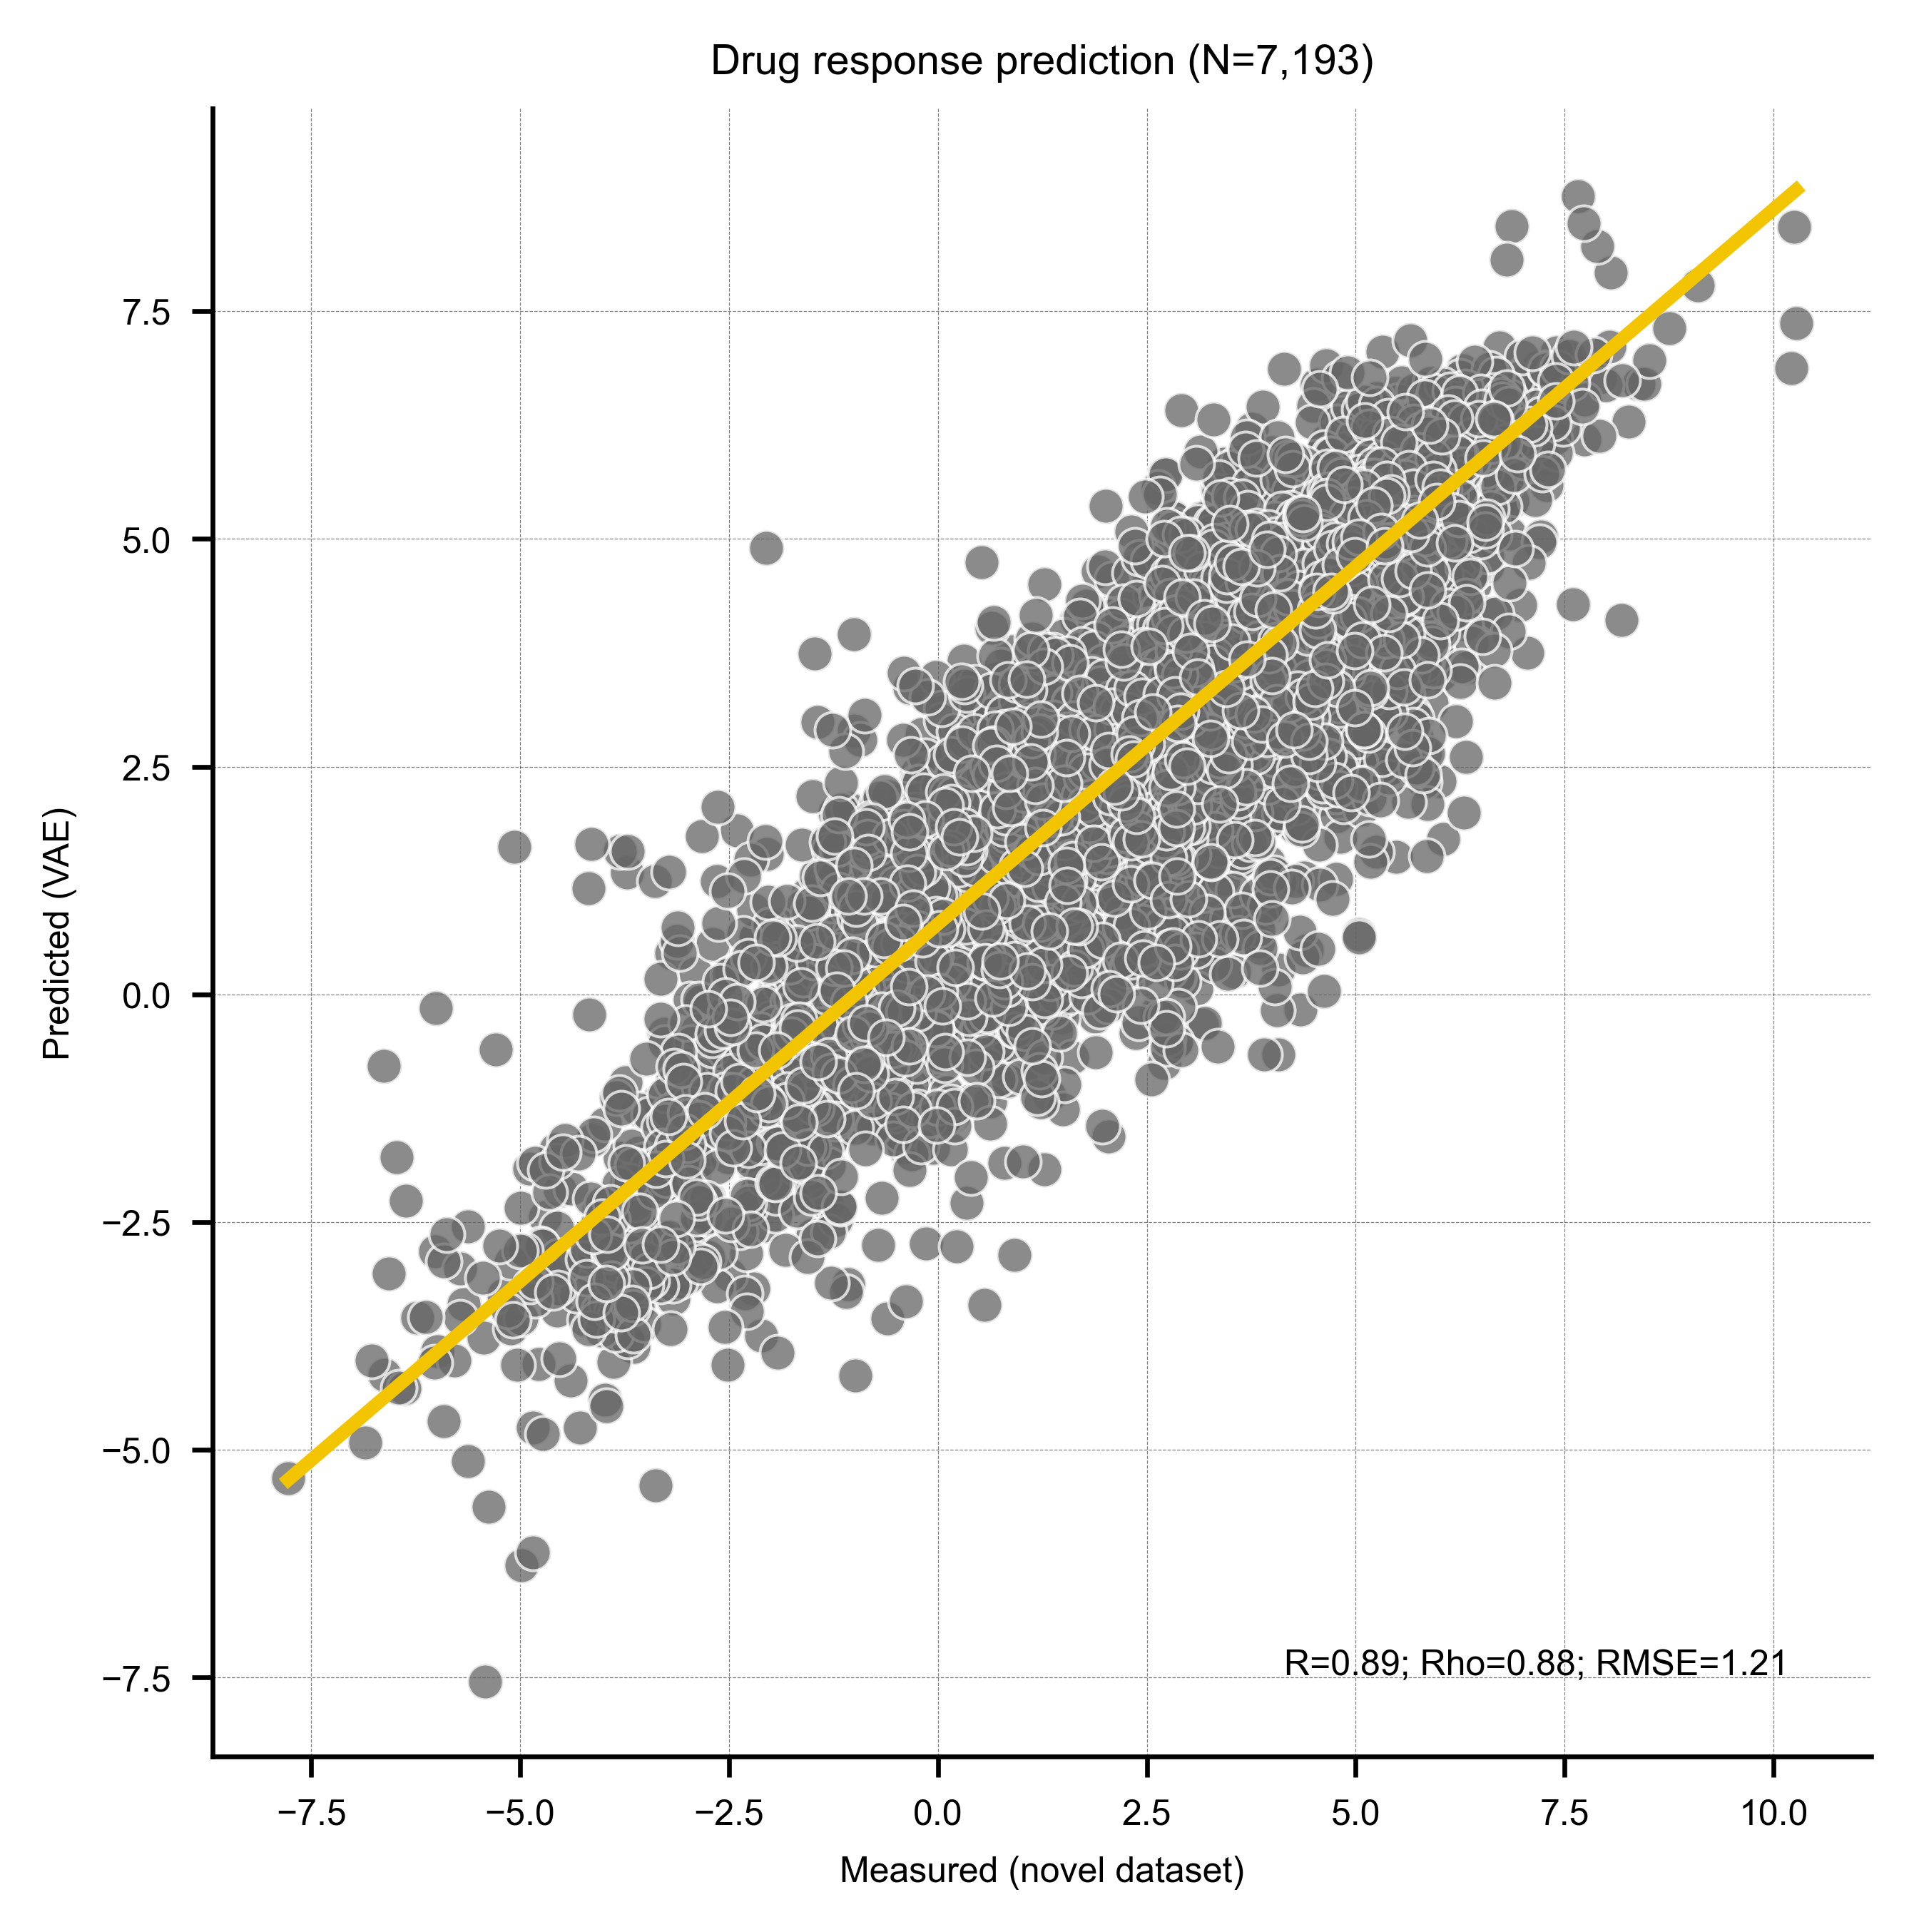 Drug response prediction (N=7,193)
7.5
5.0
2.5
0.0
−2.5
−5.0
−7.5
Predicted (VAE)
R=0.89; Rho=0.88; RMSE=1.21
−7.5 −5.0 −2.5 0.0 2.5 5.0 7.5 10.0
Measured (novel dataset)